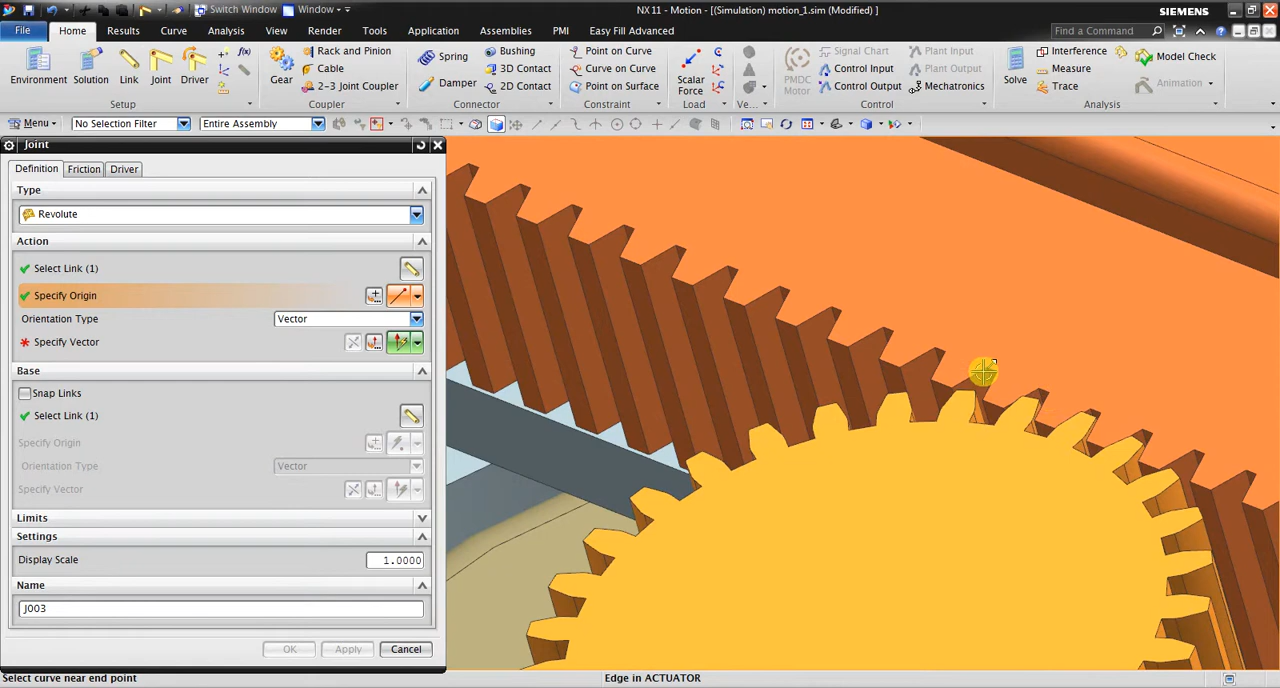 Switch Window Window
NX 11 - Motion - [(Simulation) motion_1.sim (Modified) ]
SIEMENS
File Home Results Curve Analysis View Render Tools Application Assemblies PMI Easy Fill Advanced
Find a Command
Environment Solution Link Joint Driver
f(x)
Setup
Gear
Rack and Pinion
Cable
2-3 Joint Coupler
Coupler
Spring
Damper
Bushing
3D Contact
2D Contact
Connector
Point on Curve
Curve on Curve
Point on Surface
Constraint
Scalar
Force
Load
Ve...
PMDC
Motor
Signal Chart
Control Input
Control Output
Plant Input
Plant Output
Mechatronics
Control
Solve
Interference
Measure
Trace
Model Check
Animation
Analysis
Menu
No Selection Filter
Entire Assembly
Joint
Definition Friction Driver
Type
Revolute
Action
Select Link (1)
Specify Origin
Orientation Type Vector
* Specify Vector
Base
Snap Links
Select Link (1)
Specify Origin
Orientation Type Vector
Specify Vector
Limits
Settings
Display Scale 1.0000
Name
J003
OK Apply Cancel
Select curve near end point
Edge in ACTUATOR